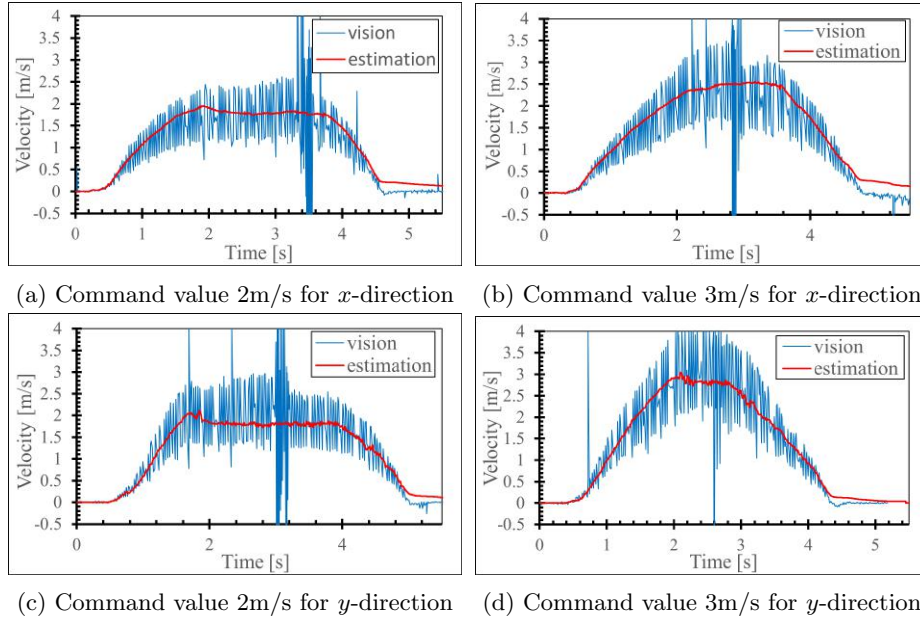 4
3.5
3
2.5
2
1.5
1
0.5
0
-0.5
Velocity [m/s]
vision
estimation
0 1 2 3 4 5
Time [s]
4
3.5
3
2.5
2
1.5
1
0.5
0
-0.5
Velocity [m/s]
vision
estimation
0 2 4
Time [s]
(a) Command value 2m/s for x-direction
(b) Command value 3m/s for x-direction
4
3.5
3
2.5
2
1.5
1
0.5
0
-0.5
Velocity [m/s]
vision
estimation
0 2 4
Time [s]
4
3.5
3
2.5
2
1.5
1
0.5
0
-0.5
Velocity [m/s]
vision
estimation
0 1 2 3 4 5
Time [s]
(c) Command value 2m/s for y-direction
(d) Command value 3m/s for y-direction